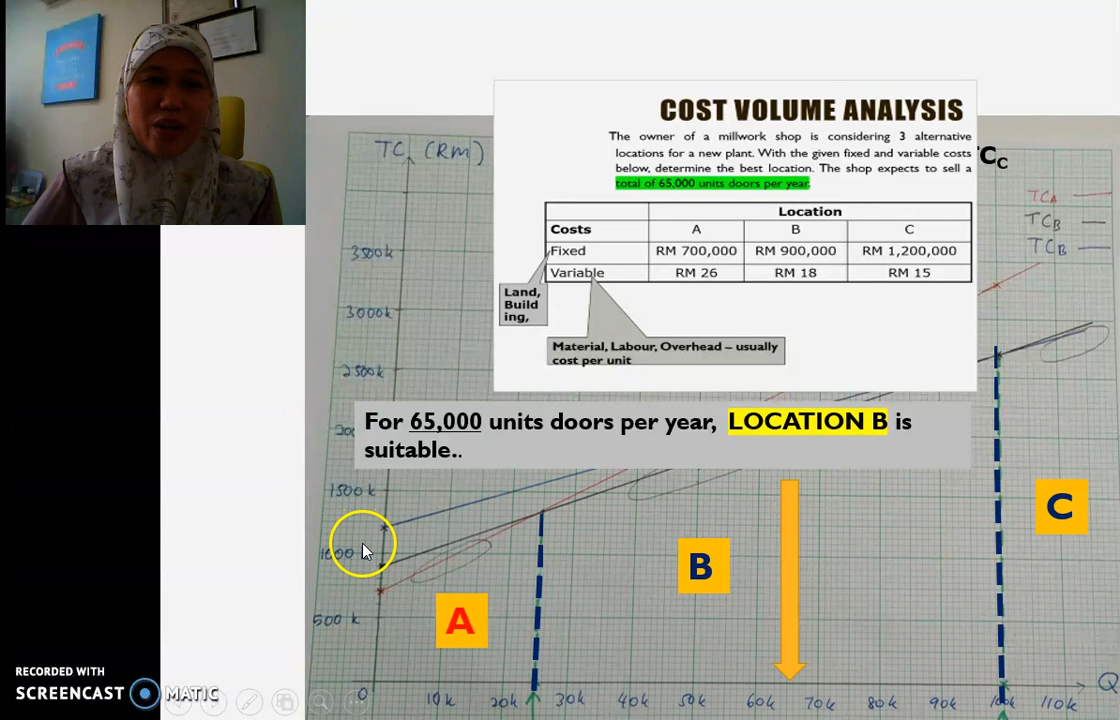 COST VOLUME ANALYSIS
The owner of a millwork shop is considering 3 alternative
locations for a new plant. With the given fixed and variable costs
below, determine the best location. The shop expects to sell a
total of 65,000 units doors per year.
Location
Costs A B C
Fixed RM 700,000 RM 900,000 RM 1,200,000
Variable RM 26 RM 18 RM 15
Land,
Build
ing,
Material, Labour, Overhead – usually
cost per unit
TC (RM)
TCC
TCA
TCB
TCB
3500k
3000k
2500k
For 65,000 units doors per year, LOCATION B is
suitable..
1500k
1000
500k
A
B
C
0 10k 20k 30k 40k 50k 60k 70k 80k 90k 100k 110k Q
RECORDED WITH
SCREENCAST MATIC